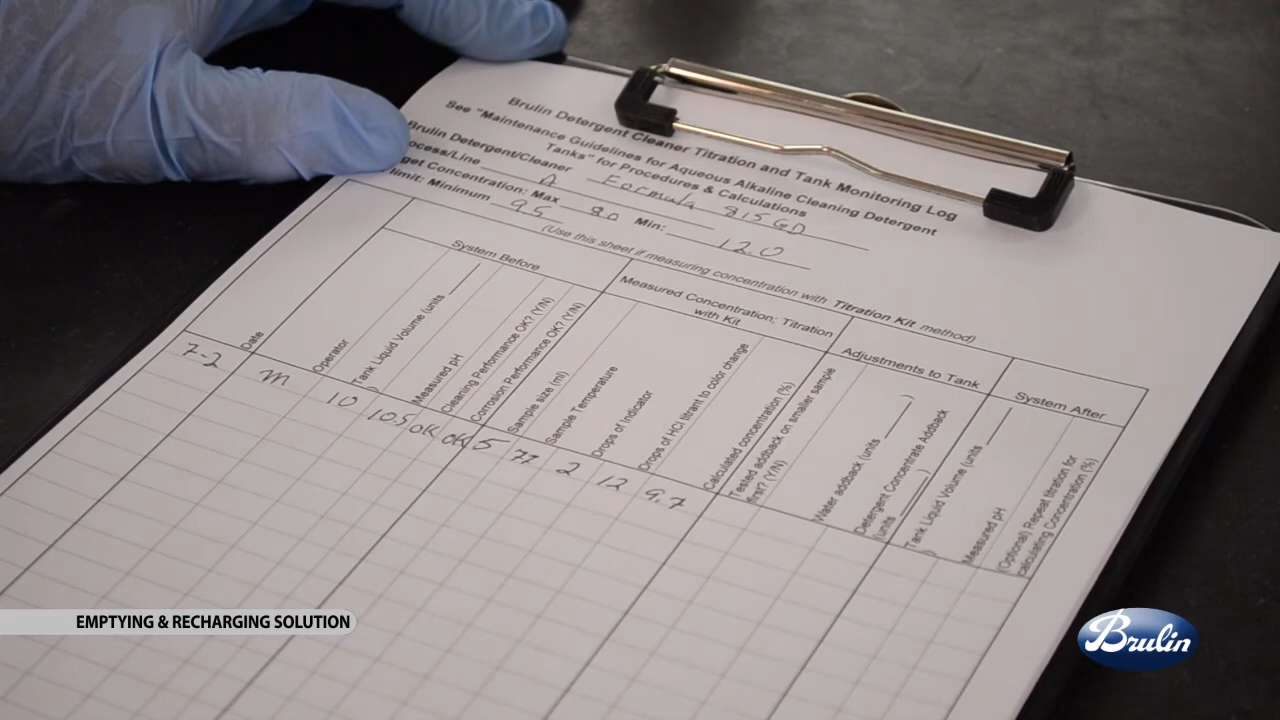 Brulin Detergent Cleaner Titration and Tank Monitoring Log
See "Maintenance Guidelines for Aqueous Alkaline Cleaning Detergent
Tanks" for Procedures & Calculations
Brulin Detergent/Cleaner Formula 815 GD
ocess/Line A
get Concentration: Max Min: 12.0
limit: Minimum 9.5
(Use this sheet if measuring concentration with Titration Kit method)
System Before
Measured Concentration; Titration
with Kit
Adjustments to Tank
System After
Date
Operator
Tank Liquid Volume (units
)
Measured pH
Cleaning Performance OK? (Y/N)
Corrosion Performance OK? (Y/N)
Sample size (ml)
Sample Temperature
Drops of Indicator
Drops of HCl titrant to color change
Calculated concentration (%)
Tested addback on smaller sample
first? (Y/N)
Water addback (units )
Detergent Concentrate Addback
(units )
Tank Liquid Volume (units
)
Measured pH
(Optional) Repeat titration for
calculating Concentration (%)
7-2 m 10 10.5 OK OK 5 77 2 12 9.7
EMPTYING & RECHARGING SOLUTION
Brulin